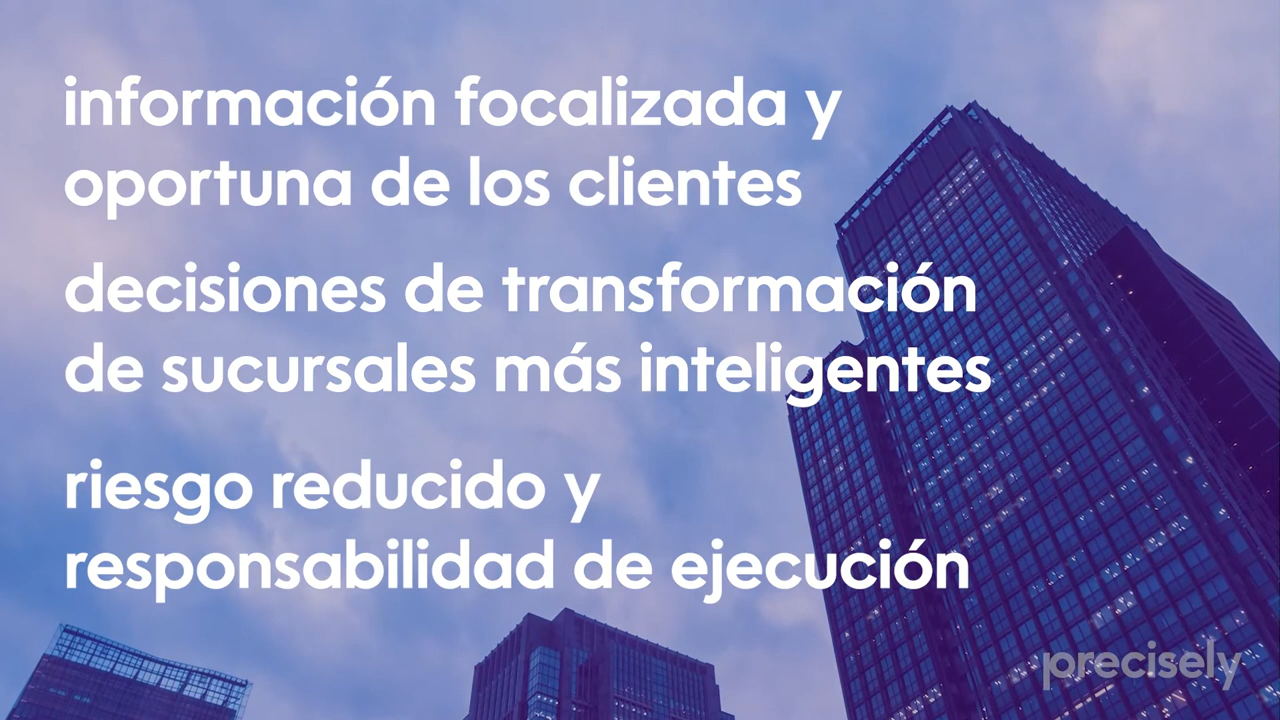 información focalizada y
oportuna de los clientes
decisiones de transformación
de sucursales más inteligentes
riesgo reducido y
responsabilidad de ejecución
precisely